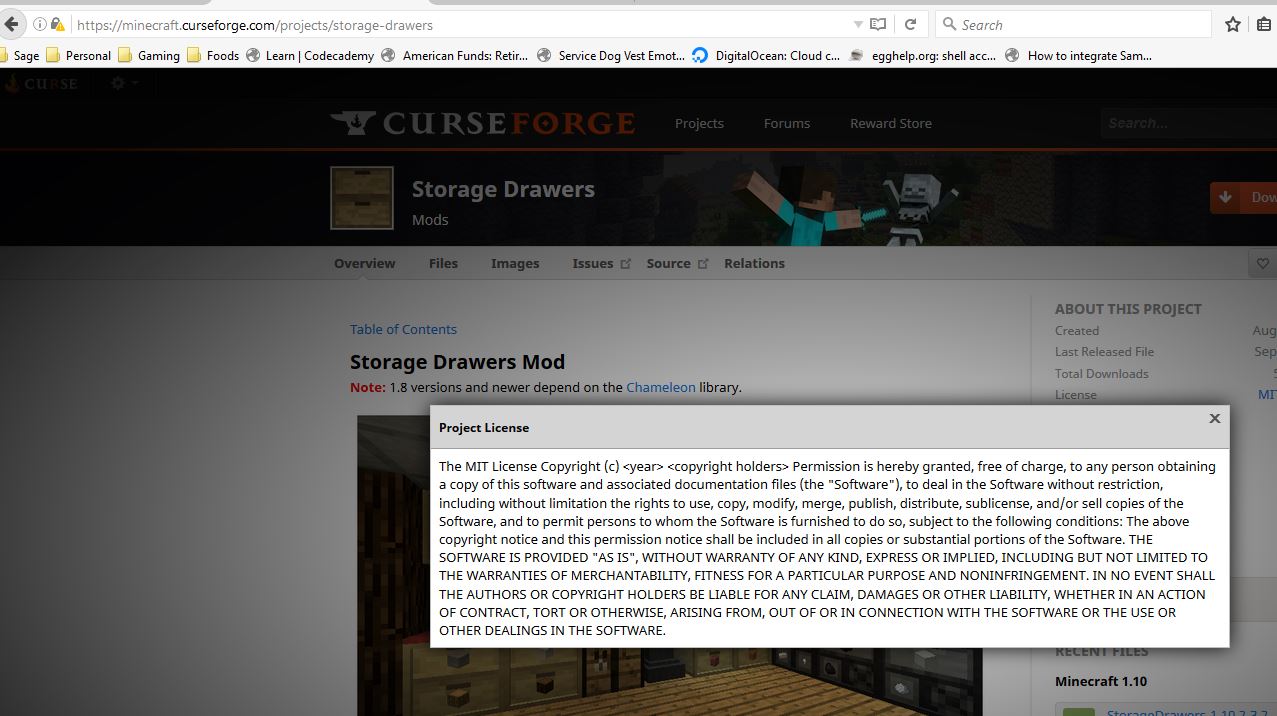 https://minecraft.curseforge.com/projects/storage-drawers
Search
Sage Personal Gaming Foods Learn | Codecademy American Funds: Retir... Service Dog Vest Emot... DigitalOcean: Cloud c... egghelp.org: shell acc... How to integrate Sam...
CURSE
CURSEFORGE Projects Forums Reward Store Search...
Storage Drawers
Mods
Dow
Overview Files Images Issues Source Relations
Table of Contents
Storage Drawers Mod
Note: 1.8 versions and newer depend on the Chameleon library.
ABOUT THIS PROJECT
Created Aug
Last Released File Sep
Total Downloads
License MI
Project License
The MIT License Copyright (c) <year> <copyright holders> Permission is hereby granted, free of charge, to any person obtaining
a copy of this software and associated documentation files (the "Software"), to deal in the Software without restriction,
including without limitation the rights to use, copy, modify, merge, publish, distribute, sublicense, and/or sell copies of the
Software, and to permit persons to whom the Software is furnished to do so, subject to the following conditions: The above
copyright notice and this permission notice shall be included in all copies or substantial portions of the Software. THE
SOFTWARE IS PROVIDED "AS IS", WITHOUT WARRANTY OF ANY KIND, EXPRESS OR IMPLIED, INCLUDING BUT NOT LIMITED TO
THE WARRANTIES OF MERCHANTABILITY, FITNESS FOR A PARTICULAR PURPOSE AND NONINFRINGEMENT. IN NO EVENT SHALL
THE AUTHORS OR COPYRIGHT HOLDERS BE LIABLE FOR ANY CLAIM, DAMAGES OR OTHER LIABILITY, WHETHER IN AN ACTION
OF CONTRACT, TORT OR OTHERWISE, ARISING FROM, OUT OF OR IN CONNECTION WITH THE SOFTWARE OR THE USE OR
OTHER DEALINGS IN THE SOFTWARE.
RECENT FILES
Minecraft 1.10